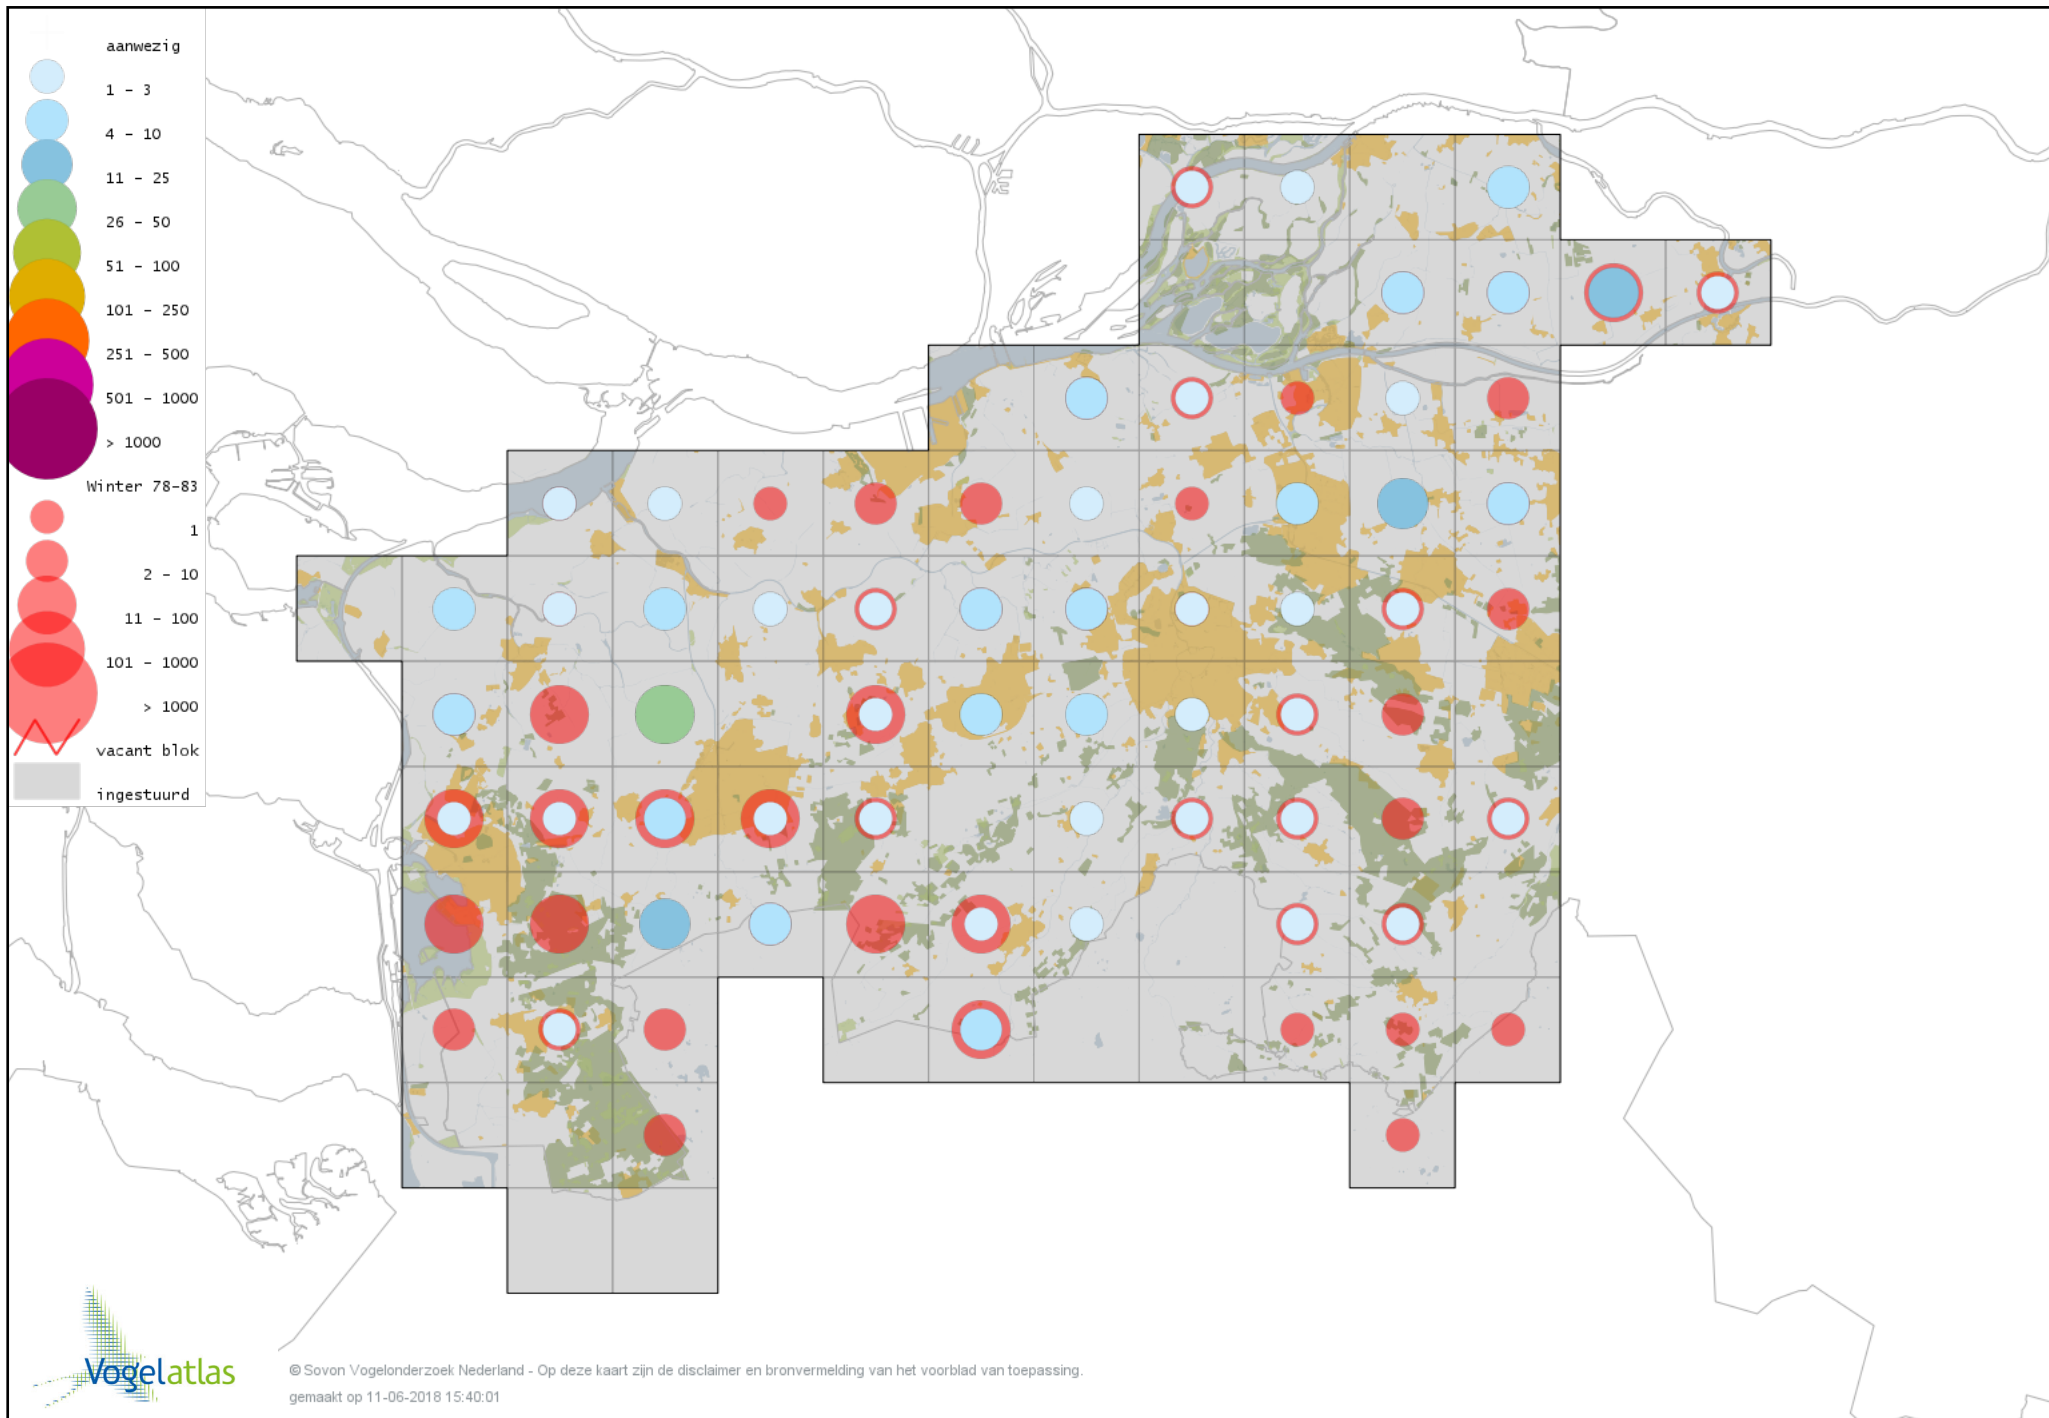 aanwezig
1 - 3
4 - 10
11 - 25
26 - 50
51 - 100
101 - 250
251 - 500
501 - 1000
> 1000
Winter 78-83
1
2 - 10
11 - 100
101 - 1000
> 1000
vacant blok
ingestuurd
Vogelatlas
© Sovon Vogelonderzoek Nederland - Op deze kaart zijn de disclaimer en bronvermelding van het voorblad van toepassing.
gemaakt op 11-06-2018 15:40:01